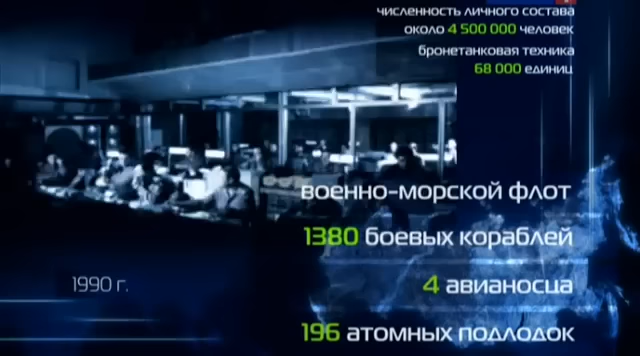 численность личного состава
около 4 500 000 человек
бронетанковая техника
68 000 единиц
военно-морской флот
1380 боевых кораблей
4 авианосца
1990 г.
196 атомных подлодок